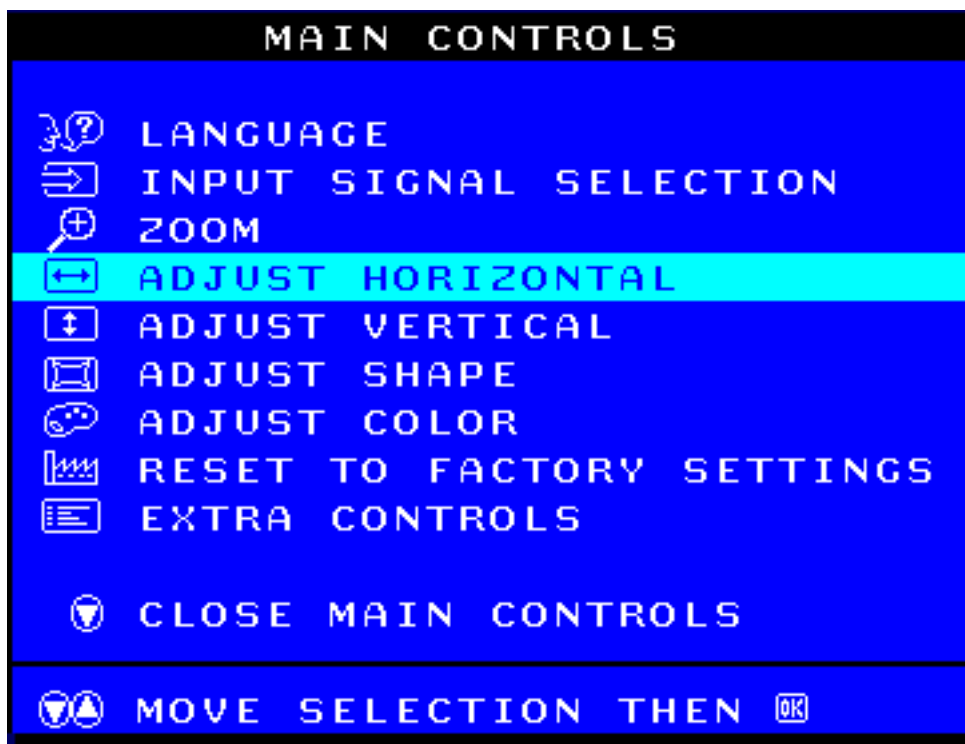 MAIN CONTROLS
LANGUAGE
INPUT SIGNAL SELECTION
ZOOM
ADJUST HORIZONTAL
ADJUST VERTICAL
ADJUST SHAPE
ADJUST COLOR
RESET TO FACTORY SETTINGS
EXTRA CONTROLS
CLOSE MAIN CONTROLS
MOVE SELECTION THEN OK